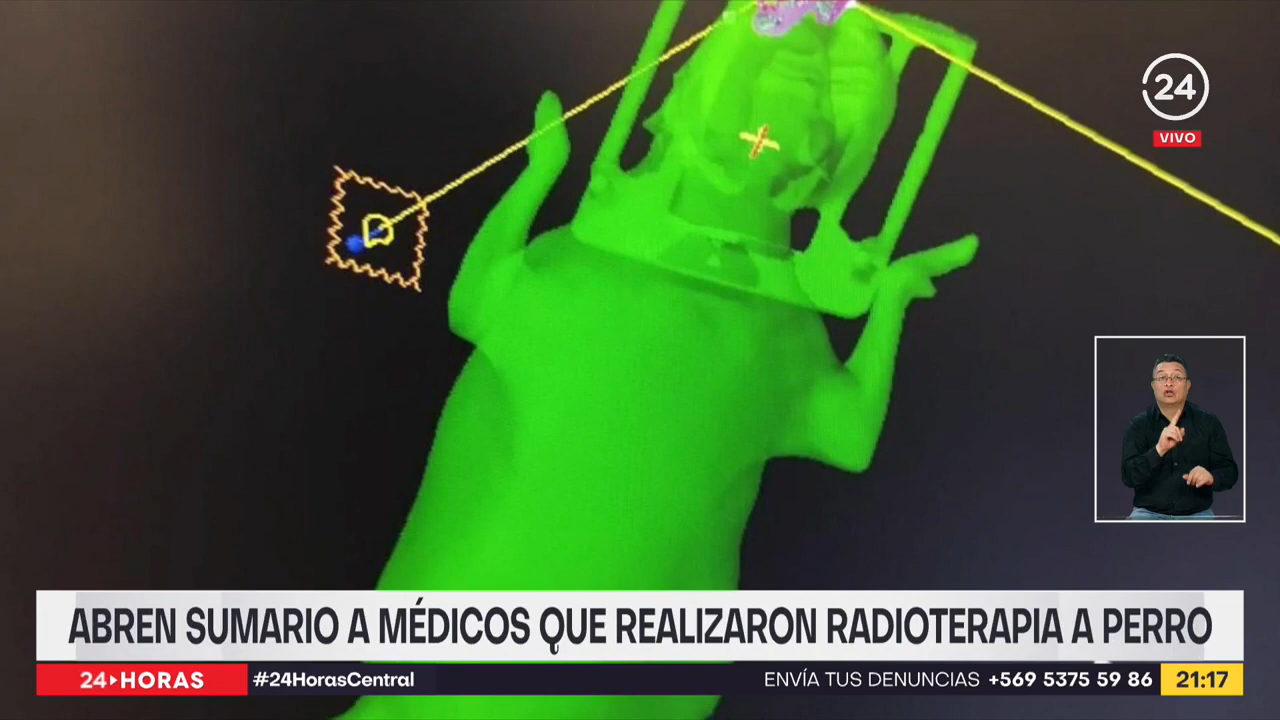 24
VIVO
ABREN SUMARIO A MÉDICOS QUE REALIZARON RADIOTERAPIA A PERRO
24 HORAS
#24HorasCentral
ENVÍA TUS DENUNCIAS +569 5375 59 86
21:17